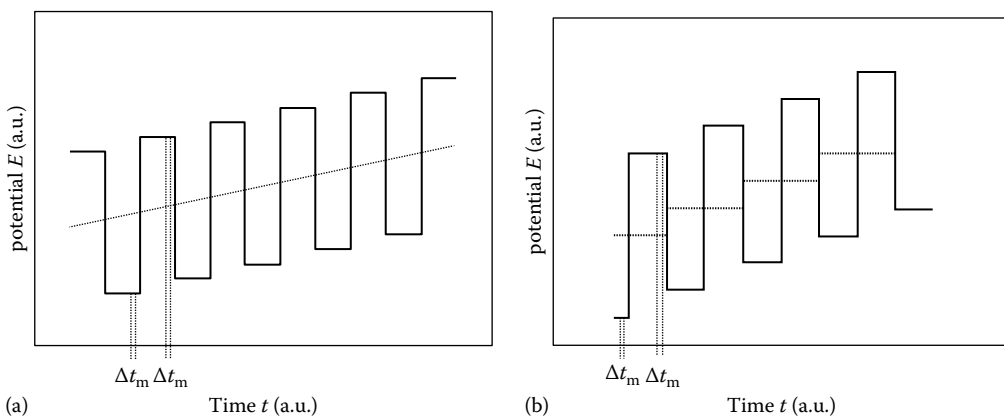 potential E (a.u.)
Δtm Δtm
(a)
Time t (a.u.)
potential E (a.u.)
Δtm Δtm
(b)
Time t (a.u.)